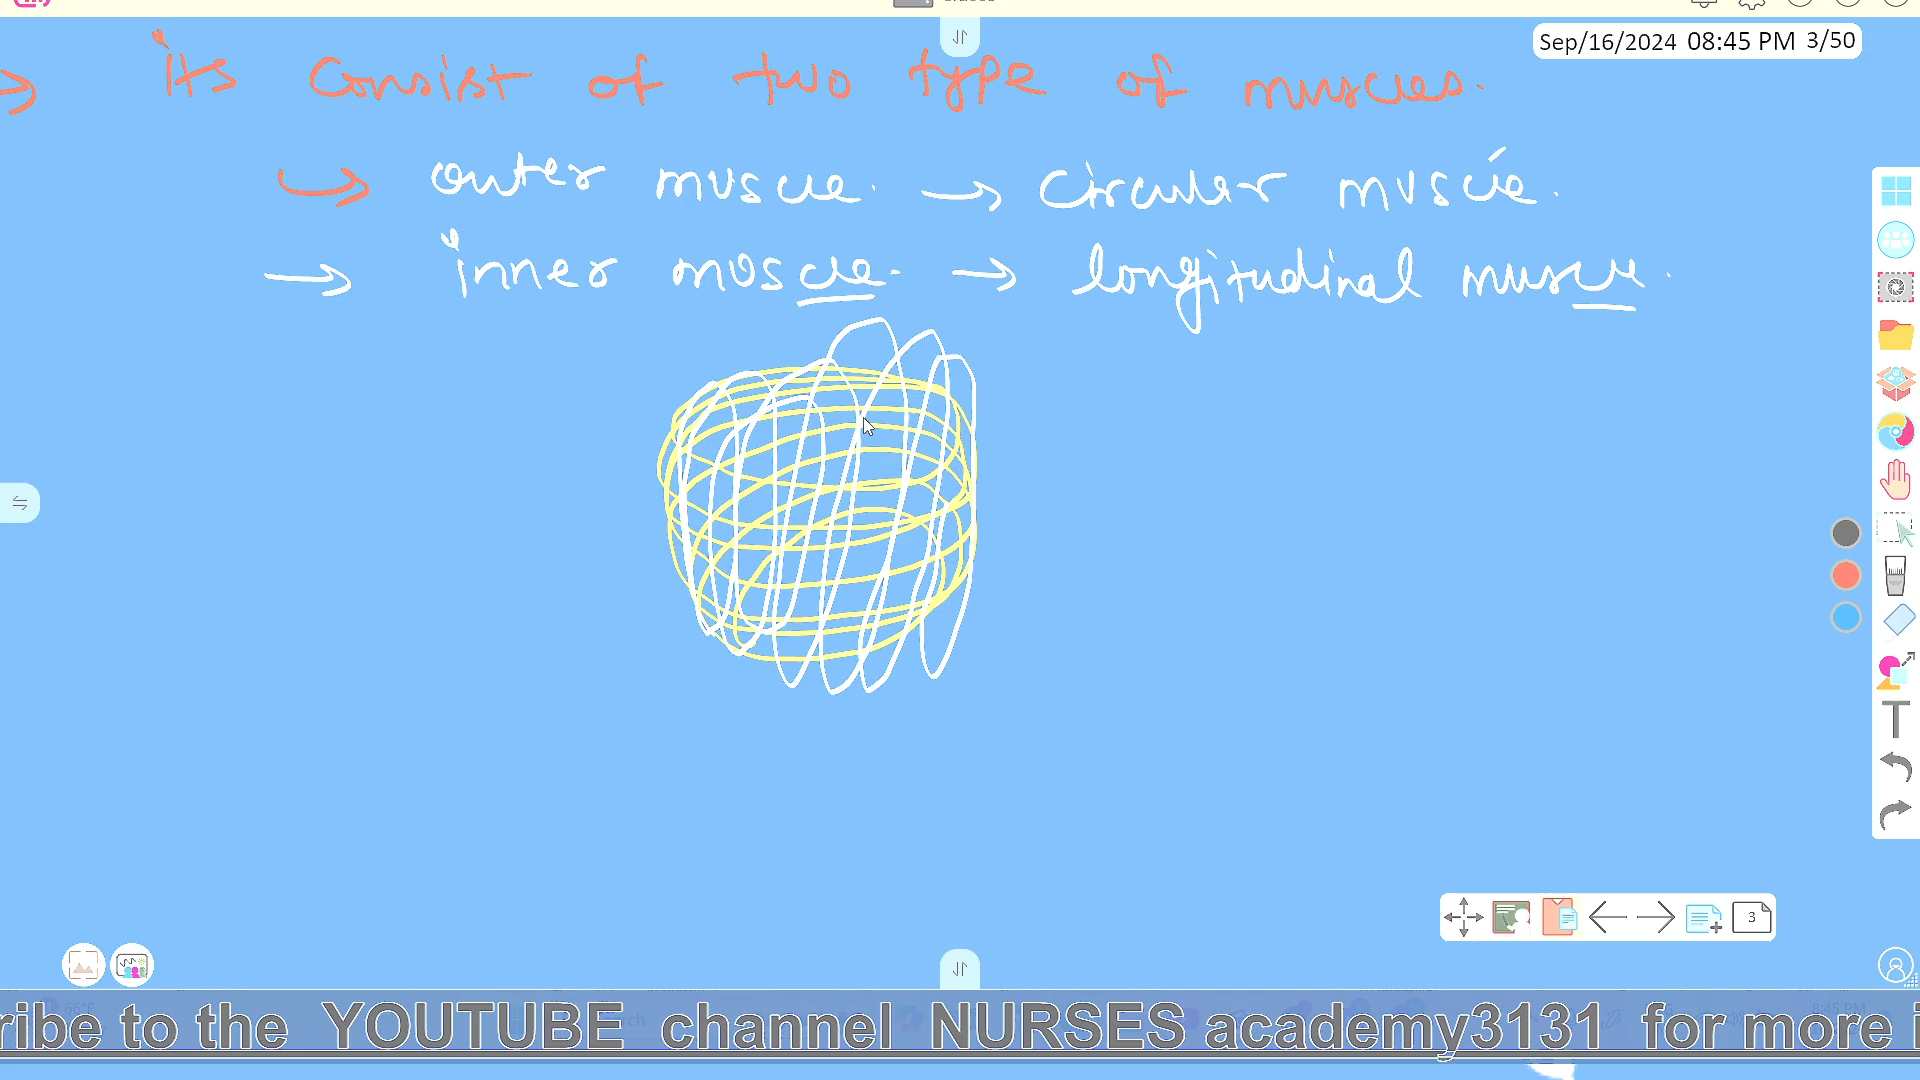 Sep/16/2024 08:45 PM 3/50
→ its consist of two type of muscles.
↳ outer muscle. → Circular muscle.
→ inner muscle. → longitudinal muscle.
3
ribe to the YOUTUBE channel NURSES academy3131 for more i